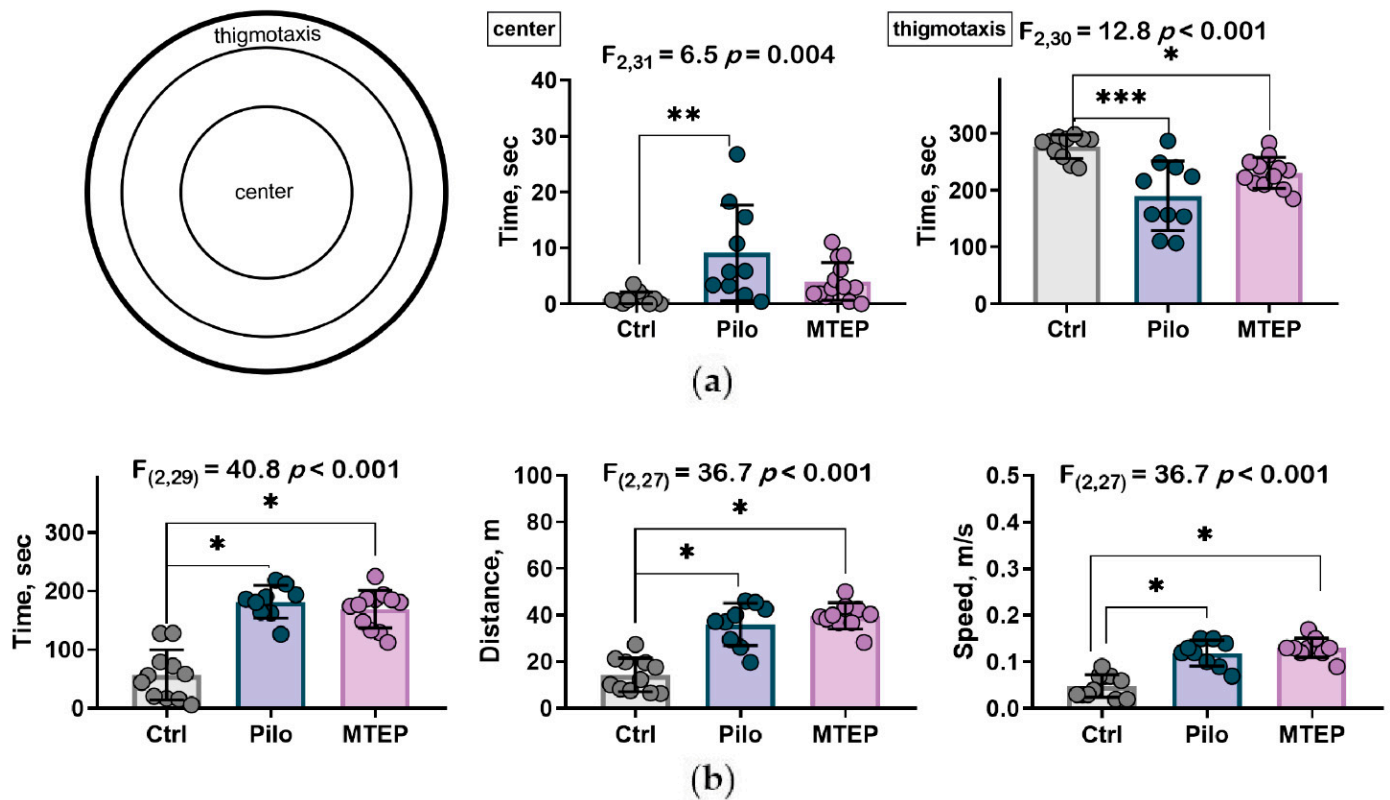 thigmotaxis
center
center
F2,31 = 6.5 p = 0.004
**
Time, sec
40
30
20
10
0
Ctrl Pilo MTEP
thigmotaxis
F2,30 = 12.8 p < 0.001
*
***
Time, sec
300
200
100
0
Ctrl Pilo MTEP
(a)
F(2,29) = 40.8 p < 0.001
*
*
Time, sec
300
200
100
0
Ctrl Pilo MTEP
F(2,27) = 36.7 p < 0.001
*
*
Distance, m
100
80
60
40
20
0
Ctrl Pilo MTEP
F(2,27) = 36.7 p < 0.001
*
*
Speed, m/s
0.5
0.4
0.3
0.2
0.1
0.0
Ctrl Pilo MTEP
(b)